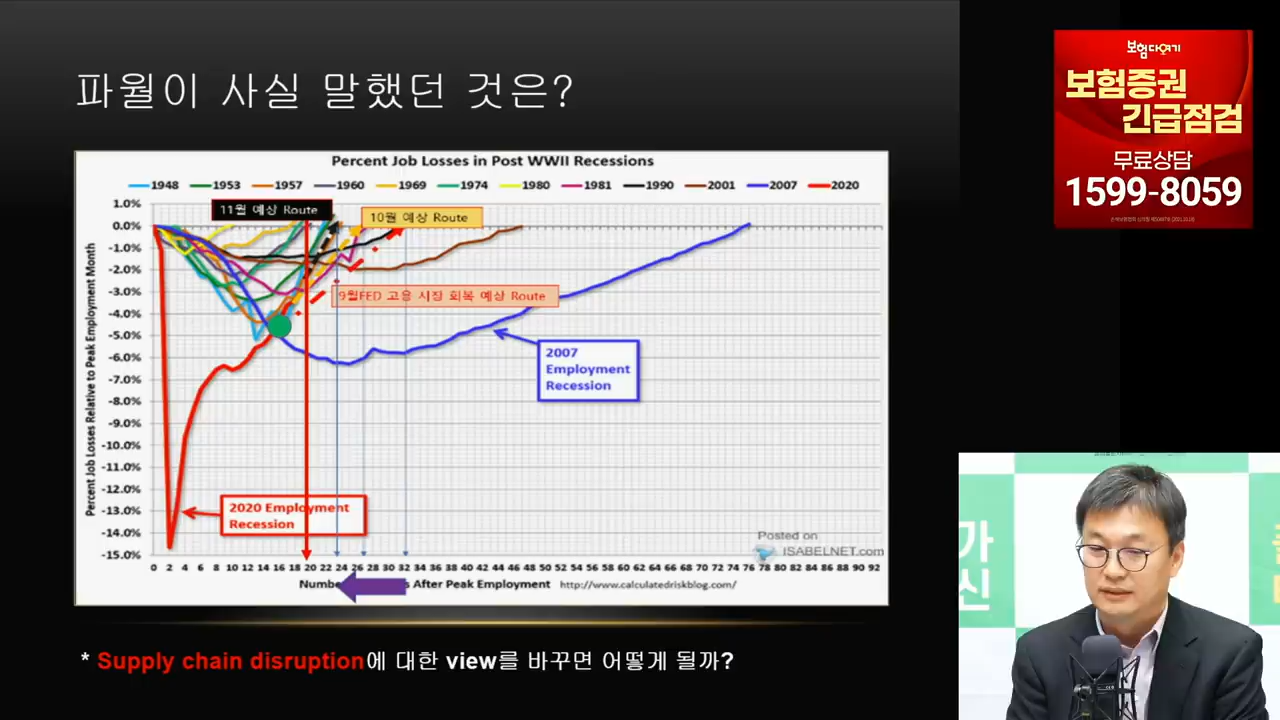 파월이 사실 말했던 것은?
Percent Job Losses in Post WWII Recessions
1948 1953 1957 1960 1969 1974 1980 1981 1990 2001 2007 2020
11월 예상 Route
10월 예상 Route
9월FED 고용 시장 회복 예상 Route
2007
Employment
Recession
2020 Employment
Recession
Percent Job Losses Relative to Peak Employment Month
1.0%
0.0%
-1.0%
-2.0%
-3.0%
-4.0%
-5.0%
-6.0%
-7.0%
-8.0%
-9.0%
-10.0%
-11.0%
-12.0%
-13.0%
-14.0%
-15.0%
0 2 4 6 8 10 12 14 16 18 20 22 24 26 28 30 32 34 36 38 40 42 44 46 48 50 52 54 56 58 60 62 64 66 68 70 72 74 76 78 80 82 84 86 88 90 92
After Peak Employment http://www.calculatedriskblog.com/
Posted on
ISABELNET.com
* Supply chain disruption에 대한 view를 바꾸면 어떻게 될까?
보험다여기
보험증권
긴급점검
무료상담
1599-8059
가
신